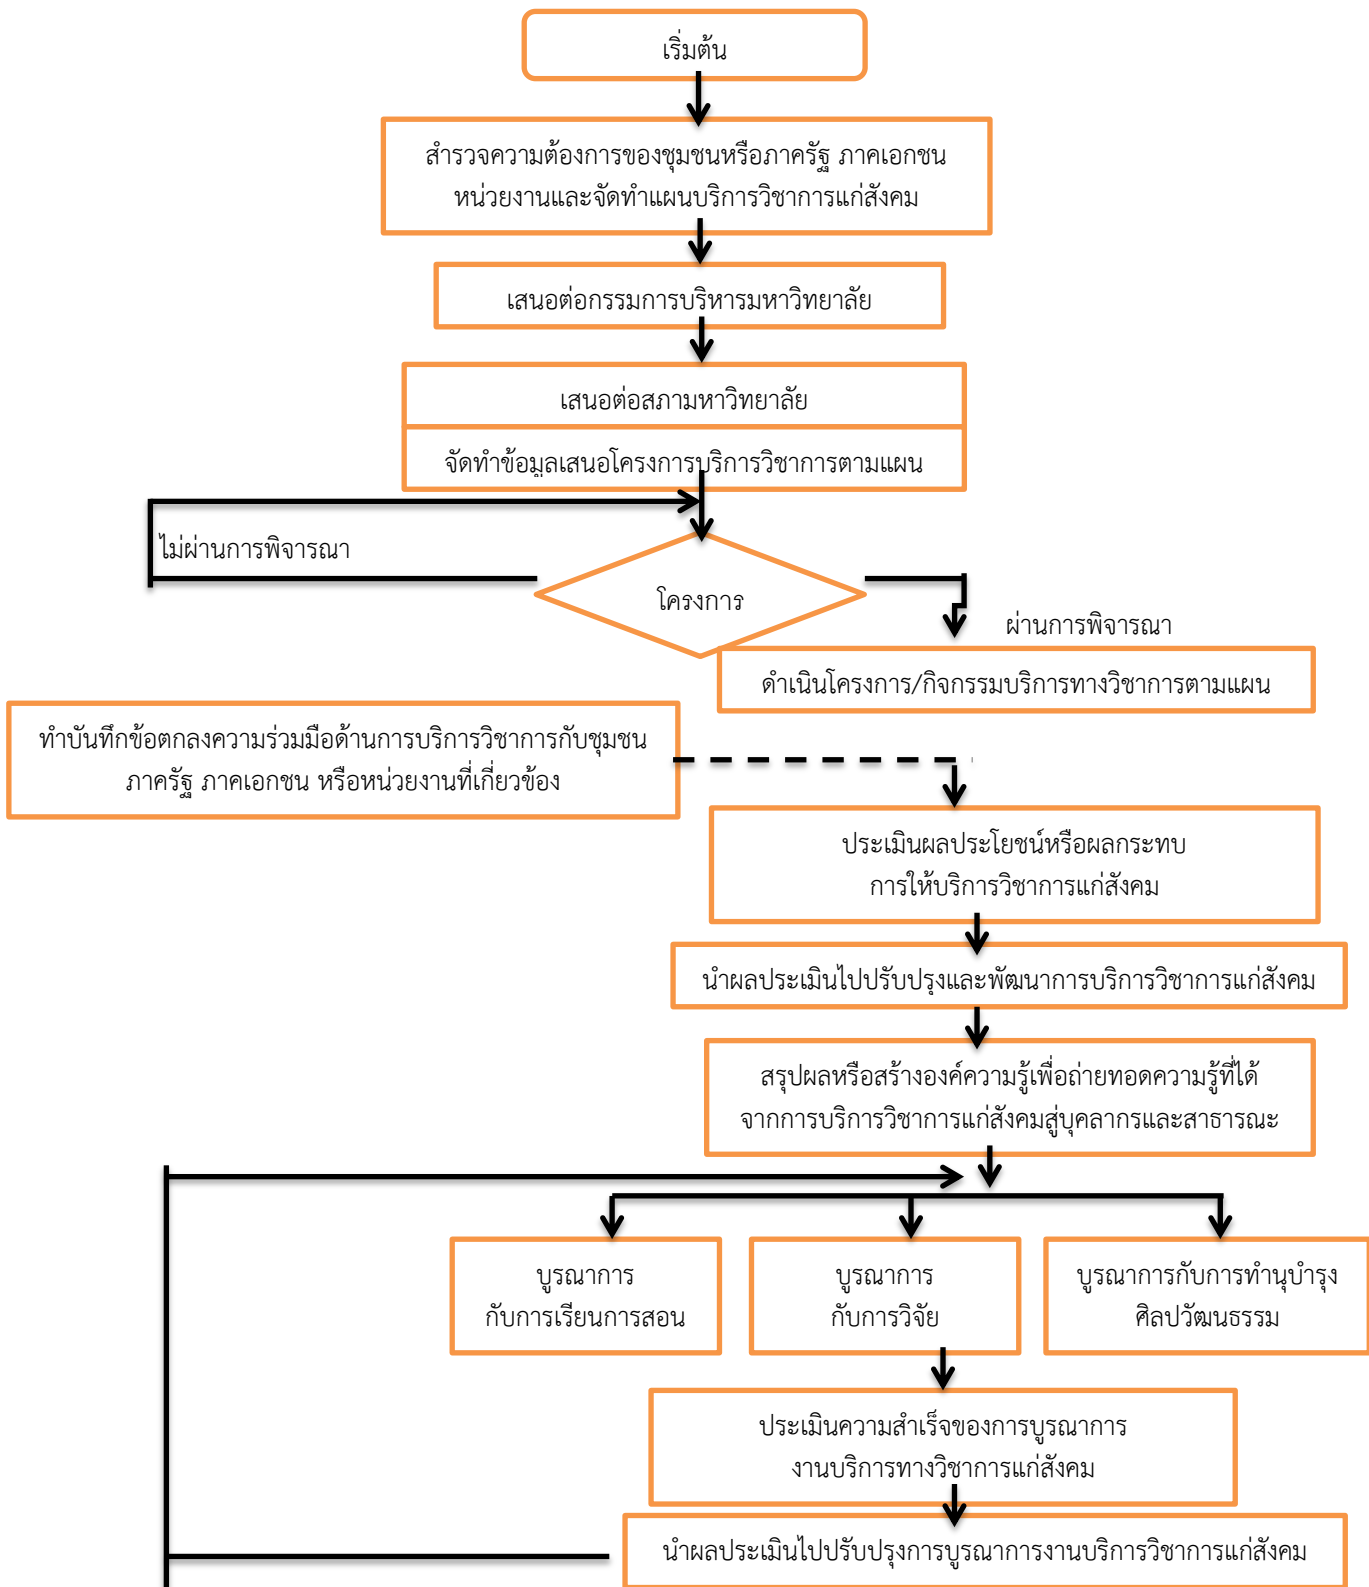 เริ่มต้น
สำรวจความต้องการของชุมชนหรือภาครัฐ ภาคเอกชน
หน่วยงานและจัดทำแผนบริการวิชาการแก่สังคม
เสนอต่อกรรมการบริหารมหาวิทยาลัย
เสนอต่อสภามหาวิทยาลัย
จัดทำข้อมูลเสนอโครงการบริการวิชาการตามแผน
ไม่ผ่านการพิจารณา
โครงการ
ผ่านการพิจารณา
ดำเนินโครงการ/กิจกรรมบริการทางวิชาการตามแผน
ทำบันทึกข้อตกลงความร่วมมือด้านการบริการวิชาการกับชุมชน
ภาครัฐ ภาคเอกชน หรือหน่วยงานที่เกี่ยวข้อง
ประเมินผลประโยชน์หรือผลกระทบ
การให้บริการวิชาการแก่สังคม
นำผลประเมินไปปรับปรุงและพัฒนาการบริการวิชาการแก่สังคม
สรุปผลหรือสร้างองค์ความรู้เพื่อถ่ายทอดความรู้ที่ได้
จากการบริการวิชาการแก่สังคมสู่บุคลากรและสาธารณะ
บูรณาการ
กับการเรียนการสอน
บูรณาการ
กับการวิจัย
บูรณาการกับการทำนุบำรุง
ศิลปวัฒนธรรม
ประเมินความสำเร็จของการบูรณาการ
งานบริการทางวิชาการแก่สังคม
นำผลประเมินไปปรับปรุงการบูรณาการงานบริการวิชาการแก่สังคม